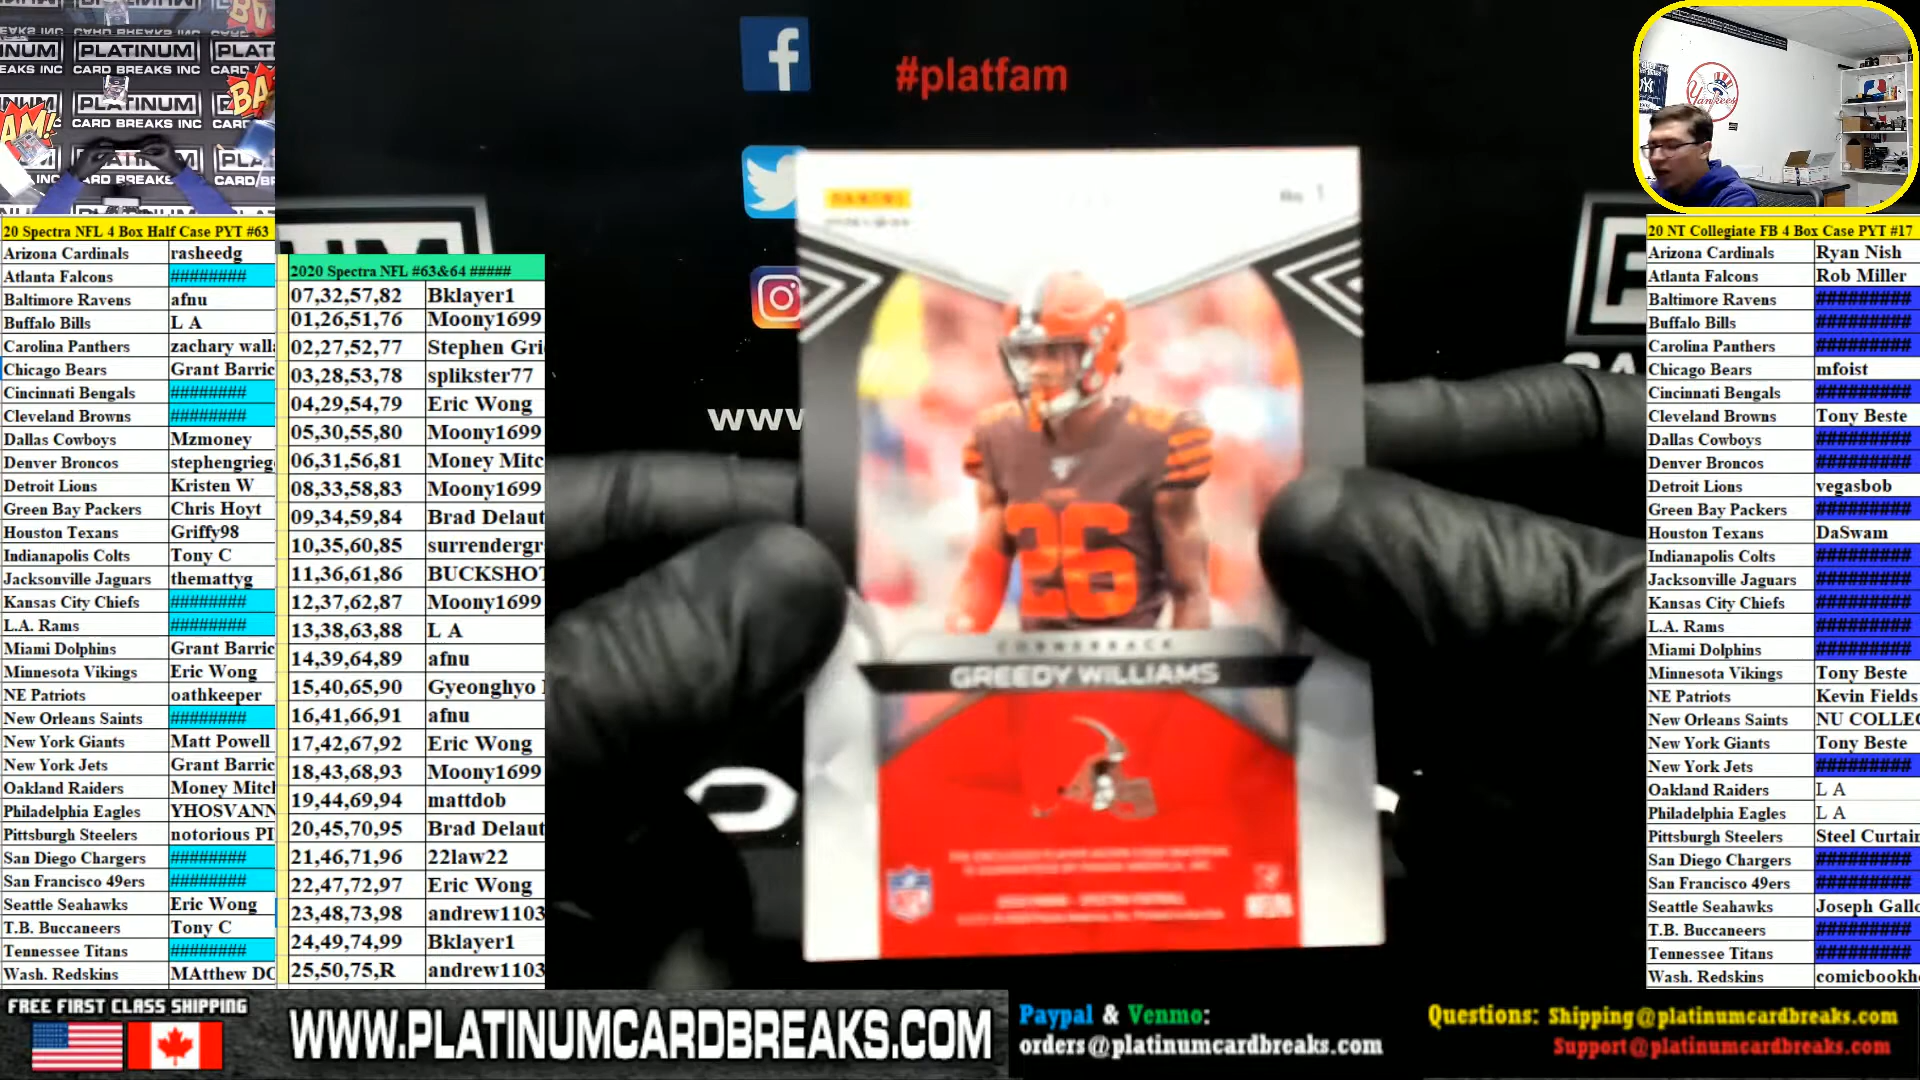 PLATINUM
CARD BREAKS INC
PLATINUM
CARD BREAKS INC
#platfam
f
Yankees
WWW
PANINI
No. 1
26
CORNERBACK
GREEDY WILLIAMS
NFL
20 Spectra NFL 4 Box Half Case PYT #63
Arizona Cardinals rasheedg
Atlanta Falcons ########
Baltimore Ravens afnu
Buffalo Bills L A
Carolina Panthers zachary wall
Chicago Bears Grant Barric
Cincinnati Bengals ########
Cleveland Browns ########
Dallas Cowboys Mzmoney
Denver Broncos stephengrieg
Detroit Lions Kristen W
Green Bay Packers Chris Hoyt
Houston Texans Griffy98
Indianapolis Colts Tony C
Jacksonville Jaguars themattyg
Kansas City Chiefs ########
L.A. Rams ########
Miami Dolphins Grant Barric
Minnesota Vikings Eric Wong
NE Patriots oathkeeper
New Orleans Saints ########
New York Giants Matt Powell
New York Jets Grant Barric
Oakland Raiders Money Mitch
Philadelphia Eagles YHOSVANN
Pittsburgh Steelers notorious PI
San Diego Chargers ########
San Francisco 49ers ########
Seattle Seahawks Eric Wong
T.B. Buccaneers Tony C
Tennessee Titans ########
Wash. Redskins MAtthew DC
2020 Spectra NFL #63&64 #####
07,32,57,82 Bklayer1
01,26,51,76 Moony1699
02,27,52,77 Stephen Gri
03,28,53,78 splikster77
04,29,54,79 Eric Wong
05,30,55,80 Moony1699
06,31,56,81 Money Mitc
08,33,58,83 Moony1699
09,34,59,84 Brad Delaut
10,35,60,85 surrendergr
11,36,61,86 BUCKSHOT
12,37,62,87 Moony1699
13,38,63,88 L A
14,39,64,89 afnu
15,40,65,90 Gyeonghyo
16,41,66,91 afnu
17,42,67,92 Eric Wong
18,43,68,93 Moony1699
19,44,69,94 mattdob
20,45,70,95 Brad Delaut
21,46,71,96 22law22
22,47,72,97 Eric Wong
23,48,73,98 andrew1103
24,49,74,99 Bklayer1
25,50,75,R andrew1103
20 NT Collegiate FB 4 Box Case PYT #17
Arizona Cardinals Ryan Nish
Atlanta Falcons Rob Miller
Baltimore Ravens #########
Buffalo Bills #########
Carolina Panthers #########
Chicago Bears mfoist
Cincinnati Bengals #########
Cleveland Browns Tony Beste
Dallas Cowboys #########
Denver Broncos #########
Detroit Lions vegasbob
Green Bay Packers #########
Houston Texans DaSwam
Indianapolis Colts #########
Jacksonville Jaguars #########
Kansas City Chiefs #########
L.A. Rams #########
Miami Dolphins #########
Minnesota Vikings Tony Beste
NE Patriots Kevin Fields
New Orleans Saints NU COLLEC
New York Giants Tony Beste
New York Jets #########
Oakland Raiders L A
Philadelphia Eagles L A
Pittsburgh Steelers Steel Curtain
San Diego Chargers #########
San Francisco 49ers #########
Seattle Seahawks Joseph Gallo
T.B. Buccaneers #########
Tennessee Titans #########
Wash. Redskins comicbookh
FREE FIRST CLASS SHIPPING
WWW.PLATINUMCARDBREAKS.COM
Paypal & Venmo:
orders@platinumcardbreaks.com
Questions: Shipping@platinumcardbreaks.com
Support@platinumcardbreaks.com